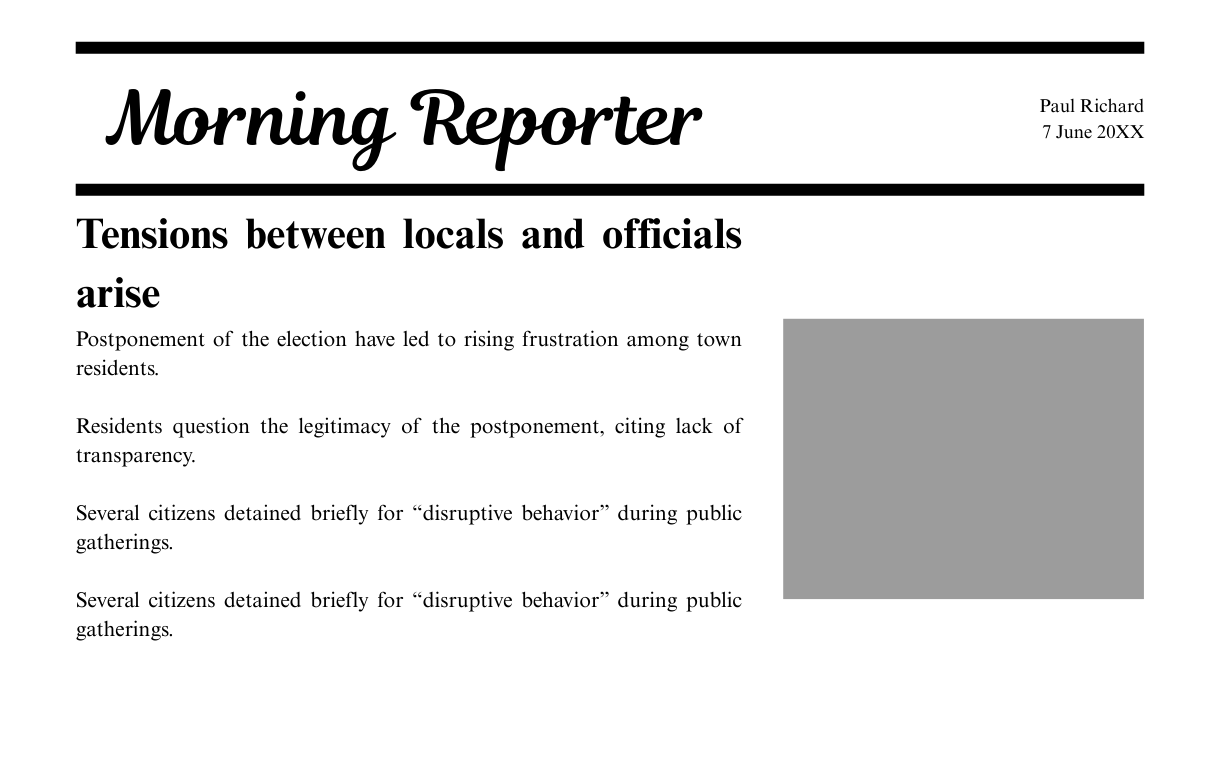 Morning Reporter
Paul Richard
7 June 20XX
Tensions between locals and officials
arise
Postponement of the election have led to rising frustration among town
residents.
Residents question the legitimacy of the postponement, citing lack of
transparency.
Several citizens detained briefly for “disruptive behavior” during public
gatherings.
Several citizens detained briefly for “disruptive behavior” during public
gatherings.